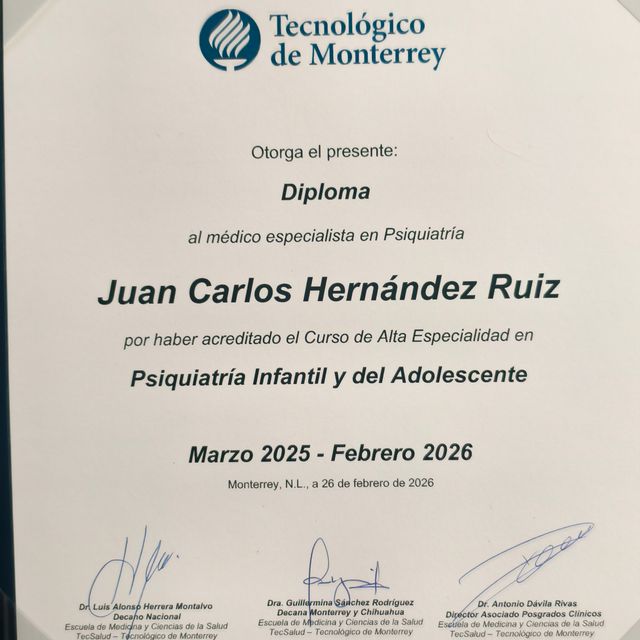 Tecnológico
de Monterrey
Otorga el presente:
Diploma
al médico especialista en Psiquiatría
Juan Carlos Hernández Ruiz
por haber acreditado el Curso de Alta Especialidad en
Psiquiatría Infantil y del Adolescente
Marzo 2025 - Febrero 2026
Monterrey, N.L., a 26 de febrero de 2026
Dr. Luis Alonso Herrera Montalvo
Decano Nacional
Escuela de Medicina y Ciencias de la Salud
TecSalud – Tecnológico de Monterrey
Dra. Guillermina Sánchez Rodríguez
Decana Monterrey y Chihuahua
Escuela de Medicina y Ciencias de la Salud
TecSalud – Tecnológico de Monterrey
Dr. Antonio Dávila Rivas
Director Asociado Posgrados Clínicos
Escuela de Medicina y Ciencias de la Salud
TecSalud – Tecnológico de Monterrey